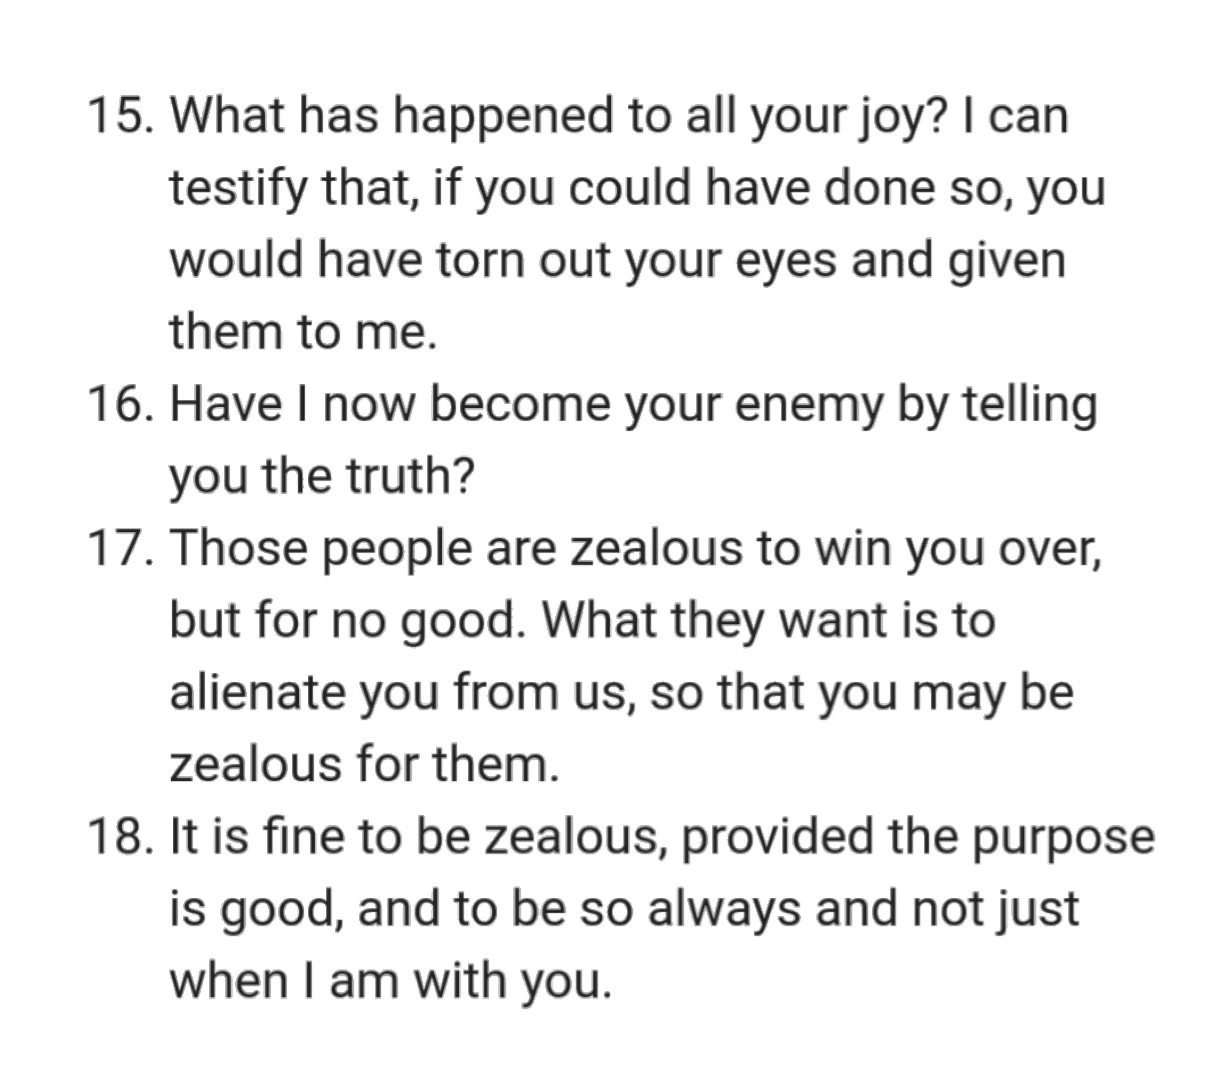 15. What has happened to all your joy? I can
testify that, if you could have done so, you
would have torn out your eyes and given
them to me.
16. Have I now become your enemy by telling
you the truth?
17. Those people are zealous to win you over,
but for no good. What they want is to
alienate you from us, so that you may be
zealous for them.
18. It is fine to be zealous, provided the purpose
is good, and to be so always and not just
when I am with you.